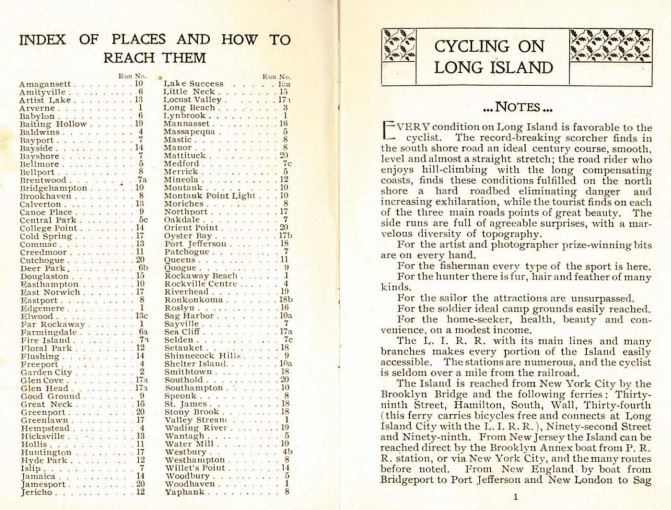 INDEX OF PLACES AND HOW TO
REACH THEM
Run No.
Amagansett 10
Amityville 6
Artist Lake 13
Arverne 1
Babylon 6
Baiting Hollow 19
Baldwins 4
Bayport 7
Bayside 14
Bayshore 7
Bellmore 5
Bellport 8
Brentwood 7a
Bridgehampton 10
Brookhaven 8
Calverton 13
Canoe Place 9
Central Park 5c
College Point 14
Cold Spring 17
Commac 13
Creedmoor 11
Cutchogue 20
Deer Park 6b
Douglaston 15
Easthampton 10
East Norwich 17
Eastport 8
Edgemere 1
Elwood 13c
Far Rockaway 1
Farmingdale 6a
Fire Island 7a
Floral Park 12
Flushing 14
Freeport 4
Garden City 2
Glen Cove 17a
Glen Head 17a
Good Ground 9
Great Neck 15
Greenport 20
Greenlawn 17
Hempstead 4
Hicksville 13
Hollis 11
Huntington 17
Hyde Park 12
Islip 7
Jamaica 14
Jamesport 20
Jericho 12
Run No.
Lake Success
Little Neck 15
Locust Valley 17a
Long Beach 3
Lynbrook 1
Manhasset 16
Massapequa 5
Mastic 8
Manor 8
Mattituck 20
Medford 7c
Merrick 5
Mineola 12
Montauk 10
Montauk Point Light 10
Moriches 8
Northport 17
Oakdale 7
Orient Point 20
Oyster Bay 17b
Port Jefferson 18
Patchogue 7
Queens 11
Quogue 9
Rockaway Beach 1
Rockville Centre 4
Riverhead 19
Ronkonkoma 18b
Roslyn 16
Sag Harbor 10a
Sayville 7
Sea Cliff 17a
Selden 7c
Setauket 18
Shinnecock Hills 9
Shelter Island 10a
Smithtown 18
Southold 20
Southampton 10
Speonk 8
St. James 18
Stony Brook 18
Valley Stream 1
Wading River 19
Wantagh 5
Water Mill 10
Westbury 4b
Westhampton 8
Willet's Point 14
Woodbury 5
Woodhaven 1
Yaphank 8
CYCLING ON
LONG ISLAND
...NOTES...
EVERY condition on Long Island is favorable to the
cyclist. The record-breaking scorcher finds in
the south shore road an ideal century course, smooth,
level and almost a straight stretch; the road rider who
enjoys hill-climbing with the long compensating
coasts, finds these conditions fulfilled on the north
shore a hard roadbed eliminating danger and
increasing exhilaration, while the tourist finds on each
of the three main roads points of great beauty. The
side runs are full of agreeable surprises, with a mar-
velous diversity of topography.
For the artist and photographer prize-winning bits
are on every hand.
For the fisherman every type of the sport is here.
For the hunter there is fur, hair and feather of many
kinds.
For the sailor the attractions are unsurpassed.
For the soldier ideal camp grounds easily reached.
For the home-seeker, health, beauty and con-
venience, on a modest income.
The L. I. R. R. with its main lines and many
branches makes every portion of the Island easily
accessible. The stations are numerous, and the cyclist
is seldom over a mile from the railroad.
The Island is reached from New York City by the
Brooklyn Bridge and the following ferries: Thirty-
ninth Street, Hamilton, South, Wall, Thirty-fourth
(this ferry carries bicycles free and connects at Long
Island City with the L. I. R. R.), Ninety-second Street
and Ninety-ninth. From New Jersey the Island can be
reached direct by the Brooklyn Annex boat from P. R.
R. station, or via New York City, and the many routes
before noted. From New England by boat from
Bridgeport to Port Jefferson and New London to Sag
1